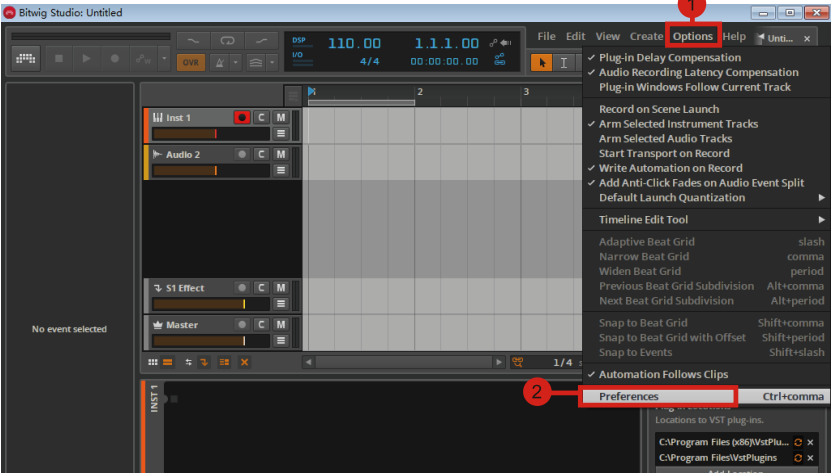 Bitwig Studio: Untitled
1
File Edit View Create Options Help Unti... ×
DSP
I/O
110.00
4/4
1.1.1.00
00:00:00.00
OVR
Plug-in Delay Compensation
Audio Recording Latency Compensation
Plug-in Windows Follow Current Track
Record on Scene Launch
Arm Selected Instrument Tracks
Arm Selected Audio Tracks
Start Transport on Record
Write Automation on Record
Add Anti-Click Fades on Audio Event Split
Default Launch Quantization
Timeline Edit Tool
Adaptive Beat Grid slash
Narrow Beat Grid comma
Widen Beat Grid period
Previous Beat Grid Subdivision Alt+comma
Next Beat Grid Subdivision Alt+period
Snap to Beat Grid Shift+comma
Snap to Beat Grid with Offset Shift+period
Snap to Events Shift+slash
Automation Follows Clips
2
Preferences Ctrl+comma
2 3
Inst 1 C M
Audio 2 C M
S1 Effect C M
Master C M
No event selected
1/4
INST 1
Locations to VST plug-ins.
C:\Program Files (x86)\VstPlu... ×
C:\Program Files\VstPlugins ×
Add Location